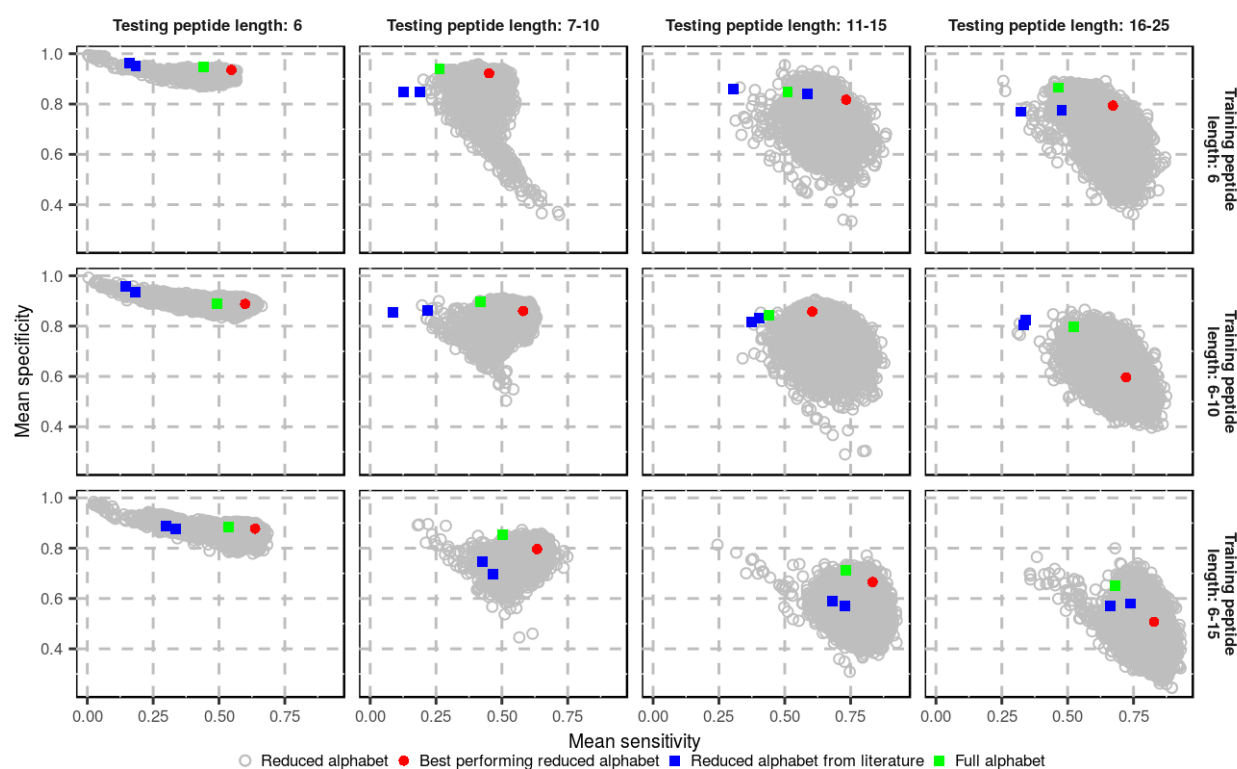 Testing peptide length: 6
Testing peptide length: 7-10
Testing peptide length: 11-15
Testing peptide length: 16-25
1.0
0.8
0.6
0.4
Training peptide
length: 6
1.0
0.8
0.6
0.4
Training peptide
length: 6-10
Mean specificity
1.0
0.8
0.6
0.4
Training peptide
length: 6-15
0.00 0.25 0.50 0.75
0.00 0.25 0.50 0.75
0.00 0.25 0.50 0.75
0.00 0.25 0.50 0.75
Mean sensitivity
Reduced alphabet Best performing reduced alphabet Reduced alphabet from literature Full alphabet